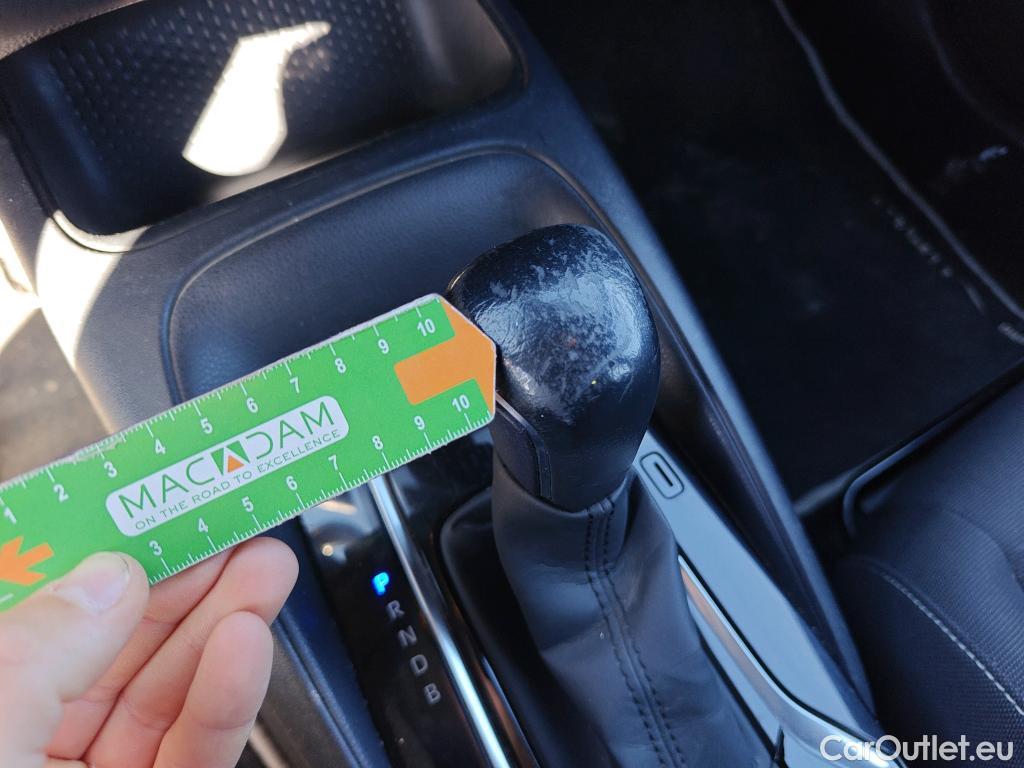 1 2 3 4 5 6 7 8 9 10
MACADAM
ON THE ROAD TO EXCELLENCE
3 4 5 6 7 8 9 10
P
R
N
D
B
CarOutlet.eu